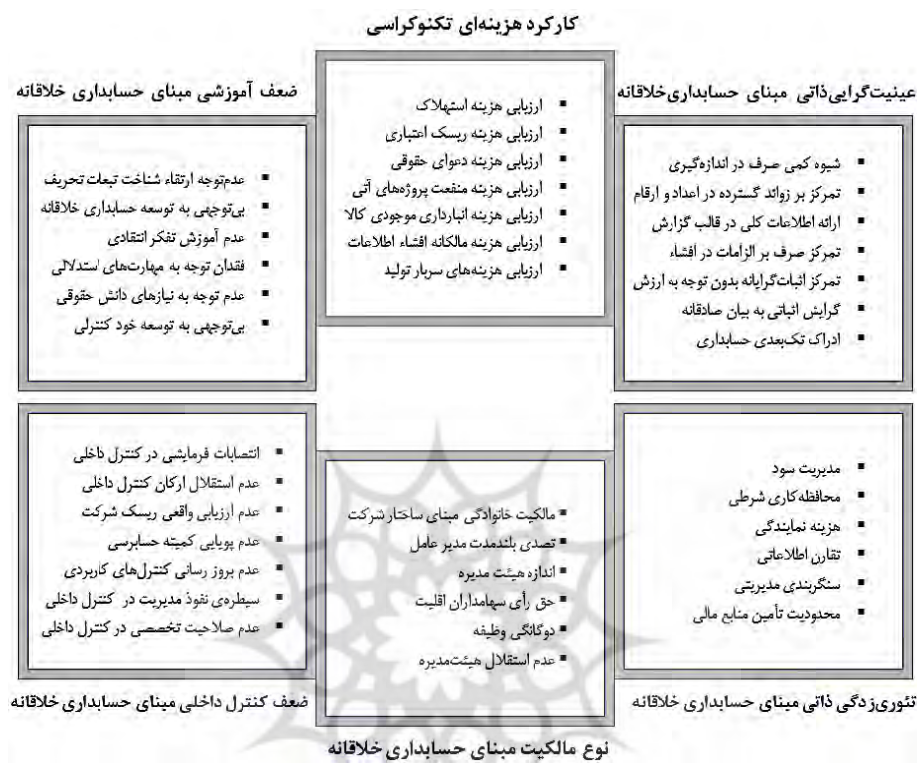 کارکرد هزینه‌ای تکنوکراسی
ارزیابی هزینه استهلاک
ارزیابی هزینه ریسک اعتباری
ارزیابی هزینه دعوای حقوقی
ارزیابی هزینه منفعت پروژه‌های آتی
ارزیابی هزینه انبارداری موجودی کالا
ارزیابی هزینه مالکانه افشاء اطلاعات
ارزیابی هزینه‌های سربار تولید
عینیت‌گرایی‌ذاتی مبنای حسابداری‌خلاقانه
شیوه کمی صرف در اندازه‌گیری
تمرکز بر زوائد گسترده در اعداد و ارقام
ارائه اطلاعات کلی در قالب گزارش
تمرکز صرف بر الزامات در افشاء
تمرکز اثبات‌گرایانه بدون توجه به ارزش
گرایش اثباتی به بیان صادقانه
ادراک تک‌بعدی حسابداری
ضعف آموزشی مبنای حسابداری خلاقانه
عدم‌توجه ارتقاء شناخت تبعات تحریف
بی‌توجهی به توسعه حسابداری خلاقانه
عدم آموزش تفکر انتقادی
فقدان توجه به مهارت‌های استدلالی
عدم توجه به نیازهای دانش حقوقی
بی‌توجهی به توسعه خود کنترلی
مدیریت سود
محافظه‌کاری شرطی
هزینه نمایندگی
تقارن اطلاعاتی
سنگربندی مدیریتی
محدودیت تأمین منابع مالی
تئوری‌زدگی ذاتی مبنای حسابداری خلاقانه
مالکیت خانوادگی مبنای ساختار شرکت
تصدی بلندمدت مدیر عامل
اندازه هیئت مدیره
حق رأی سهامداران اقلیت
دوگانگی وظیفه
عدم استقلال هیئت‌مدیره
نوع مالکیت مبنای حسابداری خلاقانه
انتصابات فرمایشی در کنترل داخلی
عدم استقلال ارکان کنترل داخلی
عدم ارزیابی واقعی ریسک شرکت
عدم پویایی کمیته حسابرسی
عدم بروز رسانی کنترل‌های کاربردی
سیطره‌ی نفوذ مدیریت در کنترل داخلی
عدم صلاحیت تخصصی در کنترل داخلی
ضعف کنترل داخلی مبنای حسابداری خلاقانه